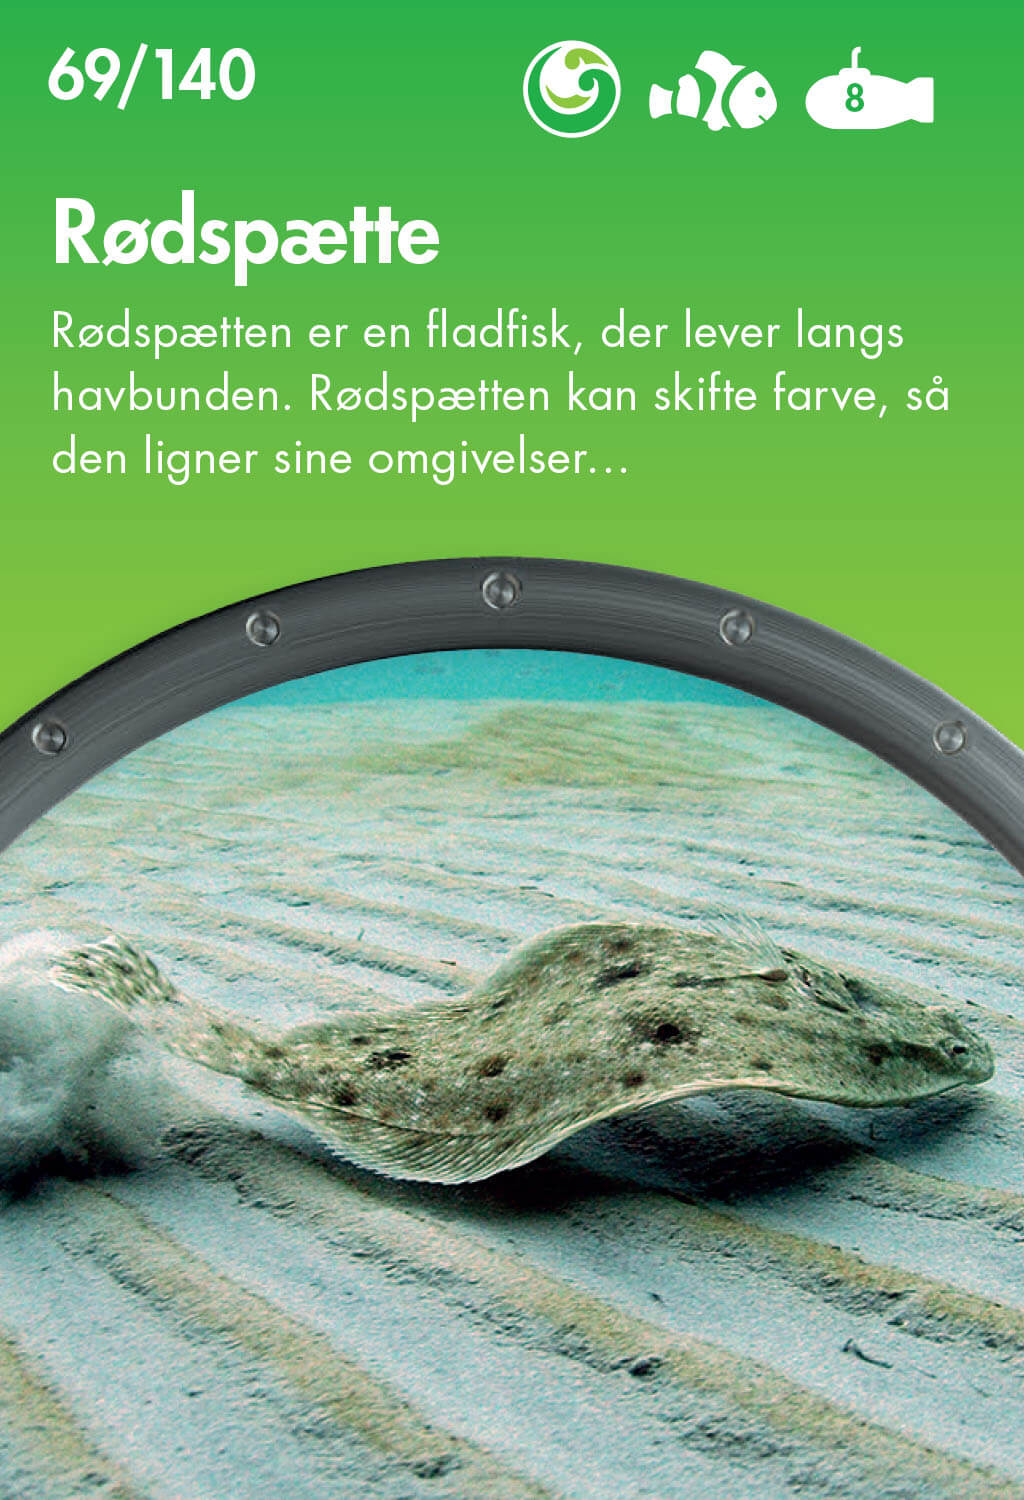 69/140
8
Rødspætte
Rødspætten er en fladfisk, der lever langs
havbunden. Rødspætten kan skifte farve, så
den ligner sine omgivelser...